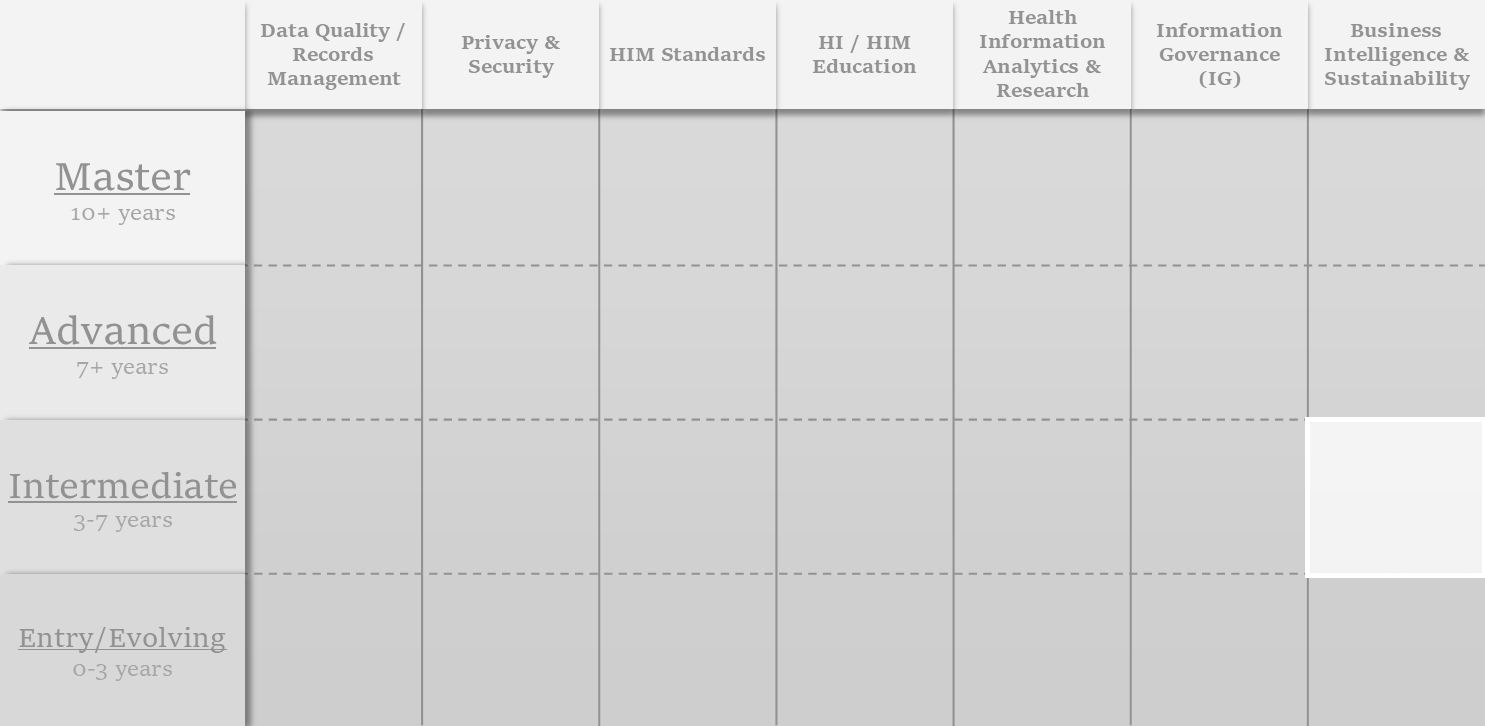 Data Quality /
Records
Management
Privacy &
Security
HIM Standards
HI / HIM
Education
Health
Information
Analytics &
Research
Information
Governance
(IG)
Business
Intelligence &
Sustainability
Master
10+ years
Advanced
7+ years
Intermediate
3-7 years
Entry/Evolving
0-3 years